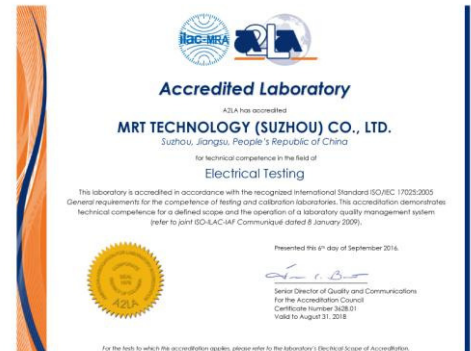 ilac-MRA
A2LA
Accredited Laboratory
A2LA has accredited
MRT TECHNOLOGY (SUZHOU) CO., LTD.
Suzhou, Jiangsu, People's Republic of China
for technical competence in the field of
Electrical Testing
This laboratory is accredited in accordance with the recognized International Standard ISO/IEC 17025:2005
General requirements for the competence of testing and calibration laboratories. This accreditation demonstrates
technical competence for a defined scope and the operation of a laboratory quality management system
(refer to joint ISO-ILAC-IAF Communiqué dated 8 January 2009).
Presented this 6th day of September 2016.
Senior Director of Quality and Communications
For the Accreditation Council
Certificate Number 3628.01
Valid to August 31, 2018
CORPORATE
SEAL
1978
A2LA
For the tests to which this accreditation applies, please refer to the laboratory's Electrical Scope of Accreditation.